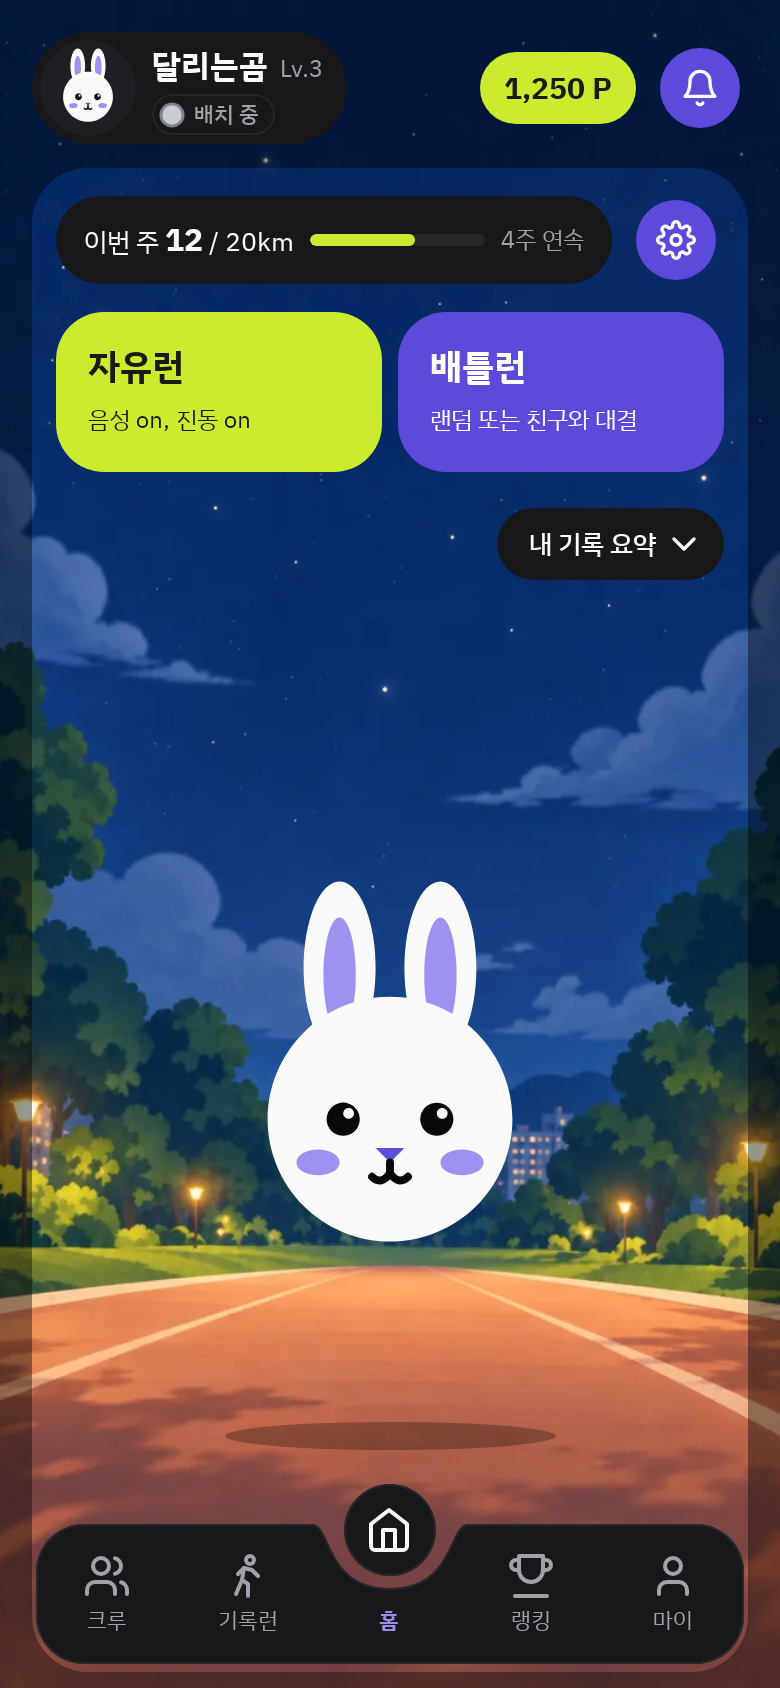 달리는곰 Lv.3
배치 중
1,250 P
이번 주 12 / 20km
4주 연속
자유런
음성 on, 진동 on
배틀런
랜덤 또는 친구와 대결
내 기록 요약
크루
기록런
홈
랭킹
마이